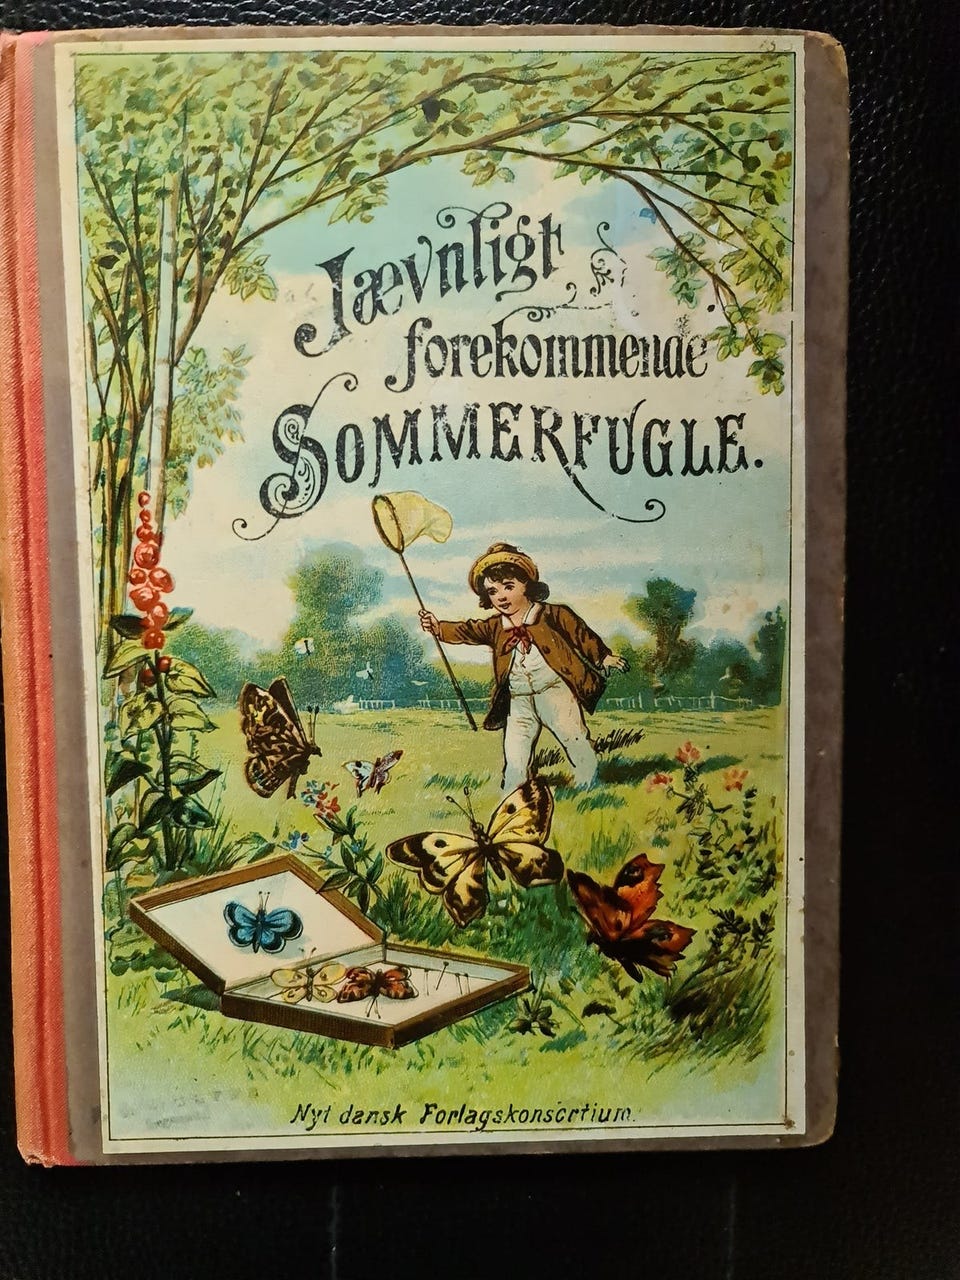 Jævnligt
forekommende
SOMMERFUGLE.
Nyt dansk Forlagskonsortium.